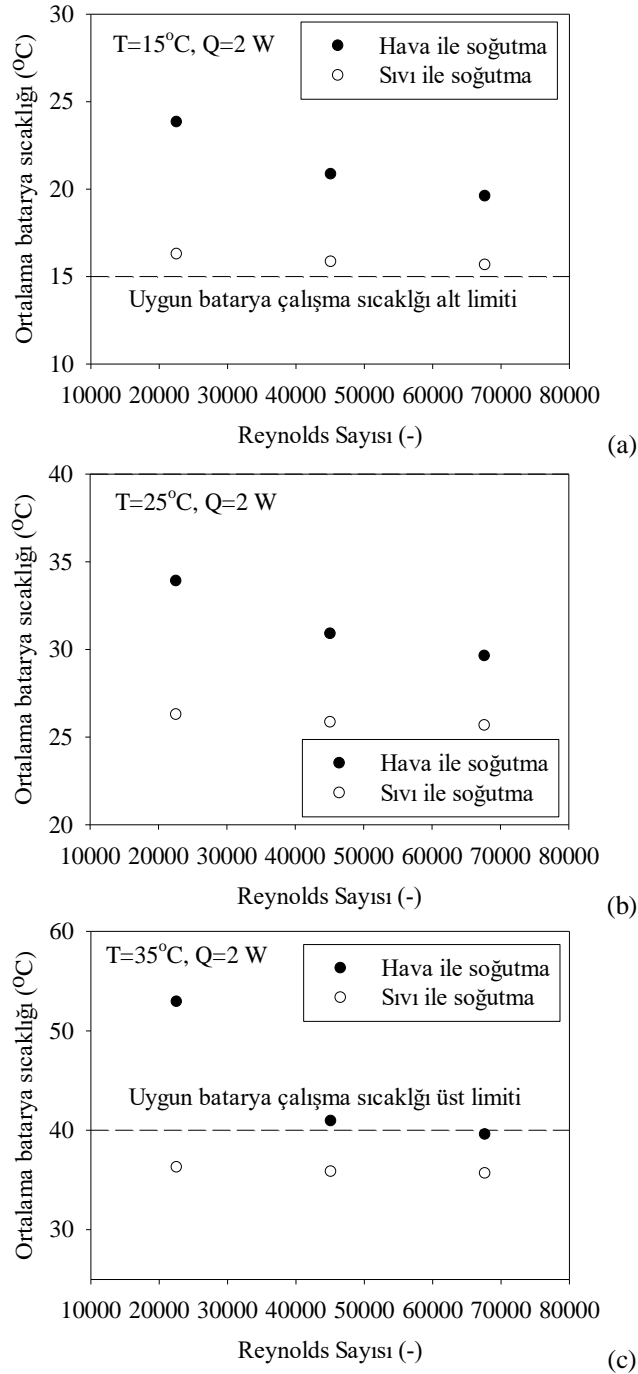 T=15°C, Q=2 W
Hava ile soğutma
Sıvı ile soğutma
Ortalama batarya sıcaklığı (°C)
30
25
20
15
10
Uygun batarya çalışma sıcaklğı alt limiti
10000 20000 30000 40000 50000 60000 70000 80000
Reynolds Sayısı (-)
(a)
T=25°C, Q=2 W
Ortalama batarya sıcaklığı (°C)
40
35
30
25
20
Hava ile soğutma
Sıvı ile soğutma
10000 20000 30000 40000 50000 60000 70000 80000
Reynolds Sayısı (-)
(b)
T=35°C, Q=2 W
Hava ile soğutma
Sıvı ile soğutma
Ortalama batarya sıcaklığı (°C)
60
50
40
30
Uygun batarya çalışma sıcaklğı üst limiti
10000 20000 30000 40000 50000 60000 70000 80000
Reynolds Sayısı (-)
(c)